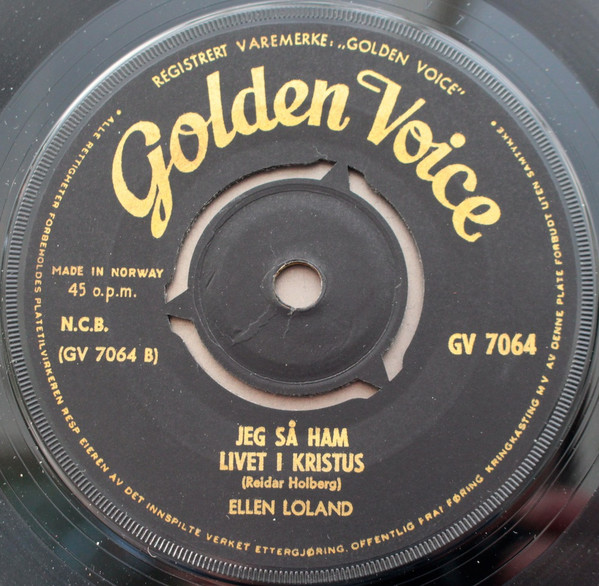 REGISTRERT VAREMERKE: „GOLDEN VOICE"
Golden Voice
• ALLE RETTIGHETER FORBEHOLDES PLATETILVIRKEREN RESP EIEREN AV DET INNSPILTE VERKET ETTERGJØRING, OFFENTLIG FRAMFØRING KRINGKASTING M V AV DENNE PLATE FORBUDT UTEN SAMTYKKE •
MADE IN NORWAY
45 o.p.m.
N.C.B.
(GV 7064 B)
GV 7064
JEG SÅ HAM
LIVET I KRISTUS
(Reidar Holberg)
ELLEN LØLAND